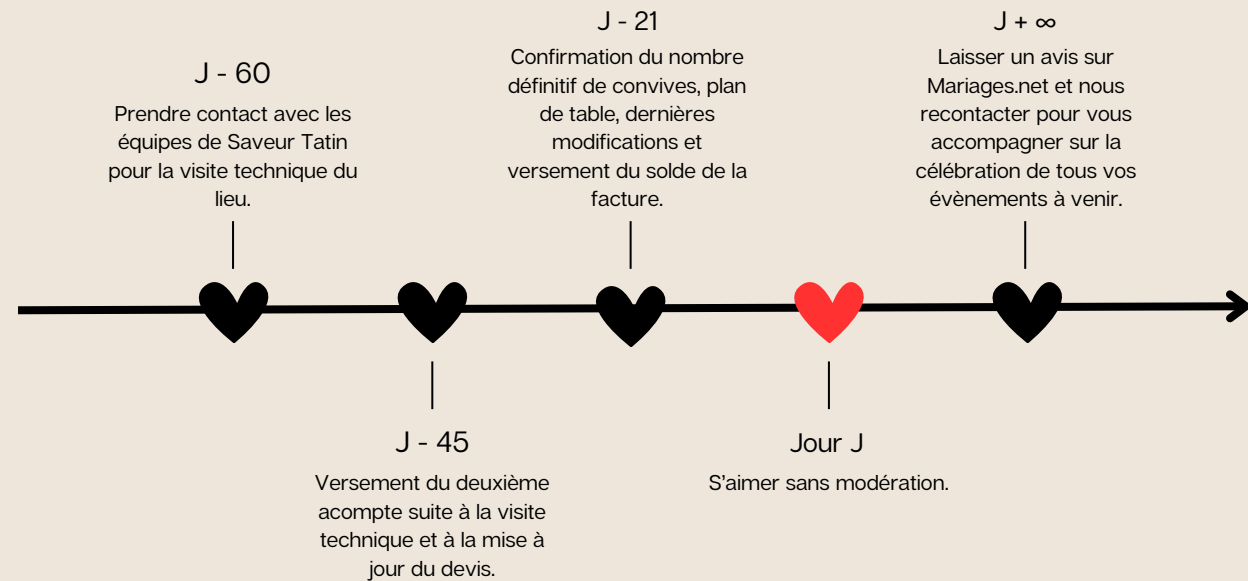 J - 60
Prendre contact avec les
équipes de Saveur Tatin
pour la visite technique du
lieu.
J - 45
Versement du deuxième
acompte suite à la visite
technique et à la mise à
jour du devis.
J - 21
Confirmation du nombre
définitif de convives, plan
de table, dernières
modifications et
versement du solde de la
facture.
Jour J
S’aimer sans modération.
J + ∞
Laisser un avis sur
Mariages.net et nous
recontacter pour vous
accompagner sur la
célébration de tous vos
évènements à venir.